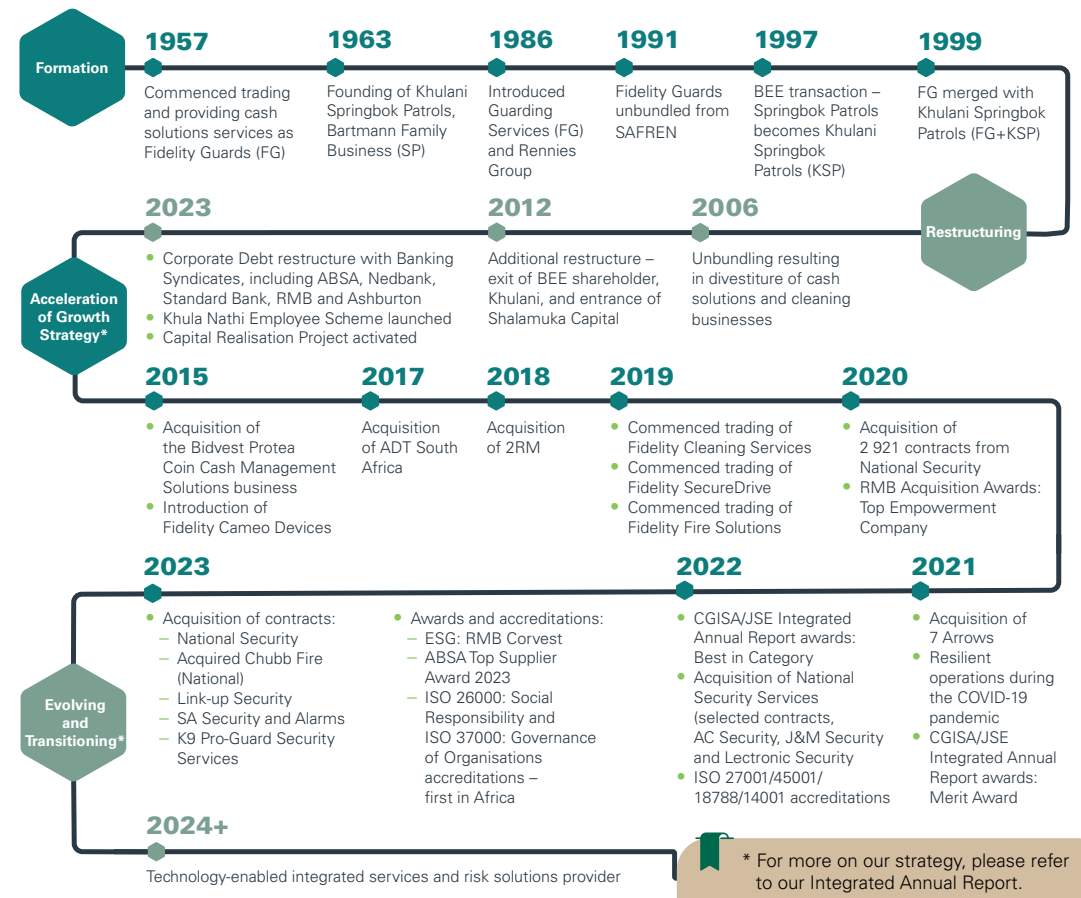 Formation
1957
Commenced trading
and providing cash
solutions services as
Fidelity Guards (FG)
1963
Founding of Khulani
Springbok Patrols,
Bartmann Family
Business (SP)
1986
Introduced
Guarding
Services (FG)
and Rennies
Group
1991
Fidelity Guards
unbundled from
SAFREN
1997
BEE transaction –
Springbok Patrols
becomes Khulani
Springbok
Patrols (KSP)
1999
FG merged with
Khulani Springbok
Patrols (FG+KSP)
Restructuring
2006
Unbundling resulting
in divestiture of cash
solutions and cleaning
businesses
2012
Additional restructure –
exit of BEE shareholder,
Khulani, and entrance of
Shalamuka Capital
2023
• Corporate Debt restructure with Banking
Syndicates, including ABSA, Nedbank,
Standard Bank, RMB and Ashburton
• Khula Nathi Employee Scheme launched
• Capital Realisation Project activated
Acceleration
of Growth
Strategy*
2015
• Acquisition of
the Bidvest Protea
Coin Cash Management
Solutions business
• Introduction of
Fidelity Cameo Devices
2017
Acquisition
of ADT South
Africa
2018
Acquisition
of 2RM
2019
• Commenced trading of
Fidelity Cleaning Services
• Commenced trading of
Fidelity SecureDrive
• Commenced trading of
Fidelity Fire Solutions
2020
• Acquisition of
2 921 contracts from
National Security
• RMB Acquisition Awards:
Top Empowerment
Company
2021
• Acquisition of
7 Arrows
• Resilient
operations during
the COVID-19
pandemic
• CGISA/JSE
Integrated Annual
Report awards:
Merit Award
2022
• CGISA/JSE Integrated
Annual Report awards:
Best in Category
• Acquisition of National
Security Services
(selected contracts,
AC Security, J&M Security
and Lectronic Security
• ISO 27001/45001/
18788/14001 accreditations
2023
• Acquisition of contracts:
– National Security
– Acquired Chubb Fire
(National)
– Link-up Security
– SA Security and Alarms
– K9 Pro-Guard Security
Services
• Awards and accreditations:
– ESG: RMB Corvest
– ABSA Top Supplier
Award 2023
– ISO 26000: Social
Responsibility and
ISO 37000: Governance
of Organisations
accreditations –
first in Africa
Evolving
and
Transitioning*
2024+
Technology-enabled integrated services and risk solutions provider
* For more on our strategy, please refer
to our Integrated Annual Report.